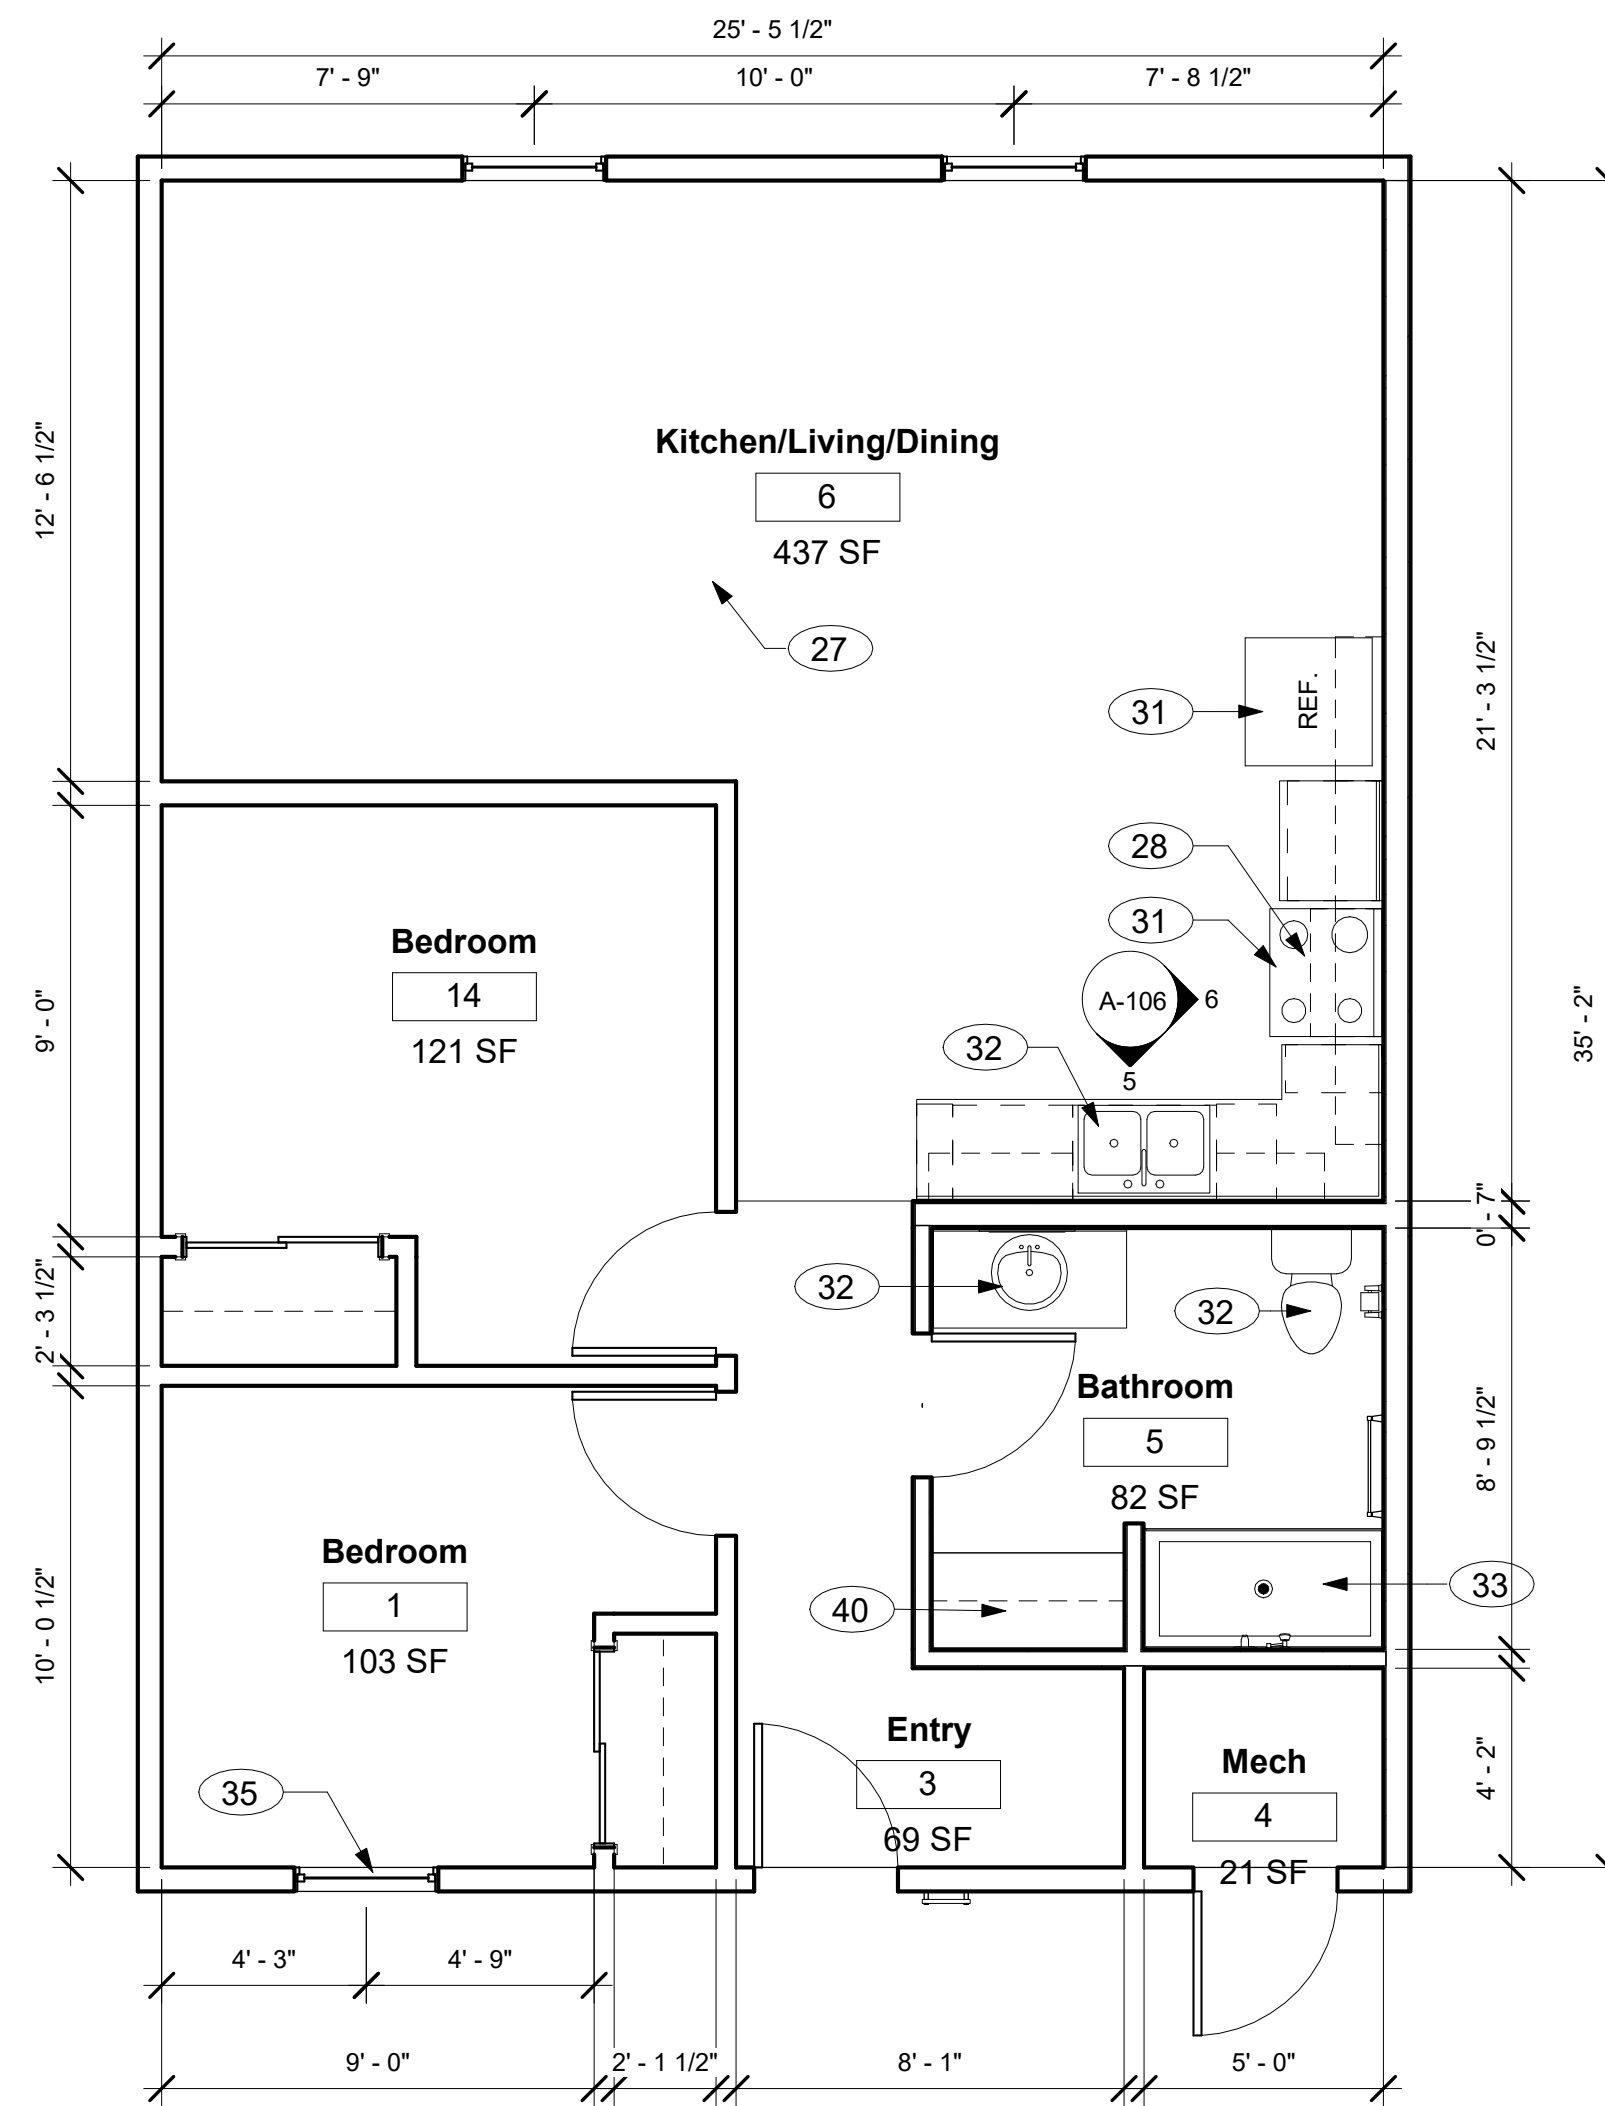 25' - 5 1/2"
7' - 9"
10' - 0"
7' - 8 1/2"
12' - 6 1/2"
Kitchen/Living/Dining
6
437 SF
27
31
REF.
21' - 3 1/2"
28
31
Bedroom
14
121 SF
9' - 0"
A-106
6
5
32
35' - 2"
0' - 7"
2' - 3 1/2"
32
32
Bathroom
5
82 SF
8' - 9 1/2"
Bedroom
1
103 SF
10' - 0 1/2"
40
33
Entry
3
69 SF
Mech
4
21 SF
4' - 2"
35
4' - 3"
4' - 9"
9' - 0"
2' - 1 1/2"
8' - 1"
5' - 0"